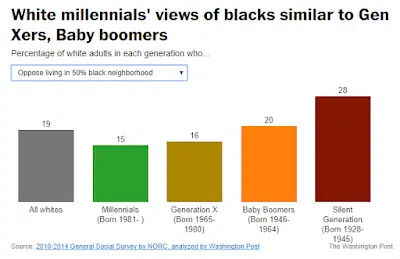 White millennials' views of blacks similar to Gen
Xers, Baby boomers
Percentage of white adults in each generation who...
Oppose living in 50% black neighborhood
28
20
19
16
15
All whites
Millennials
(Born 1981- )
Generation X
(Born 1965-
1980)
Baby Boomers
(Born 1946-
1964)
Silent
Generation
(Born 1928-
1945)
Source: 2010-2014 General Social Survey by NORC, analyzed by Washington Post
The Washington Post